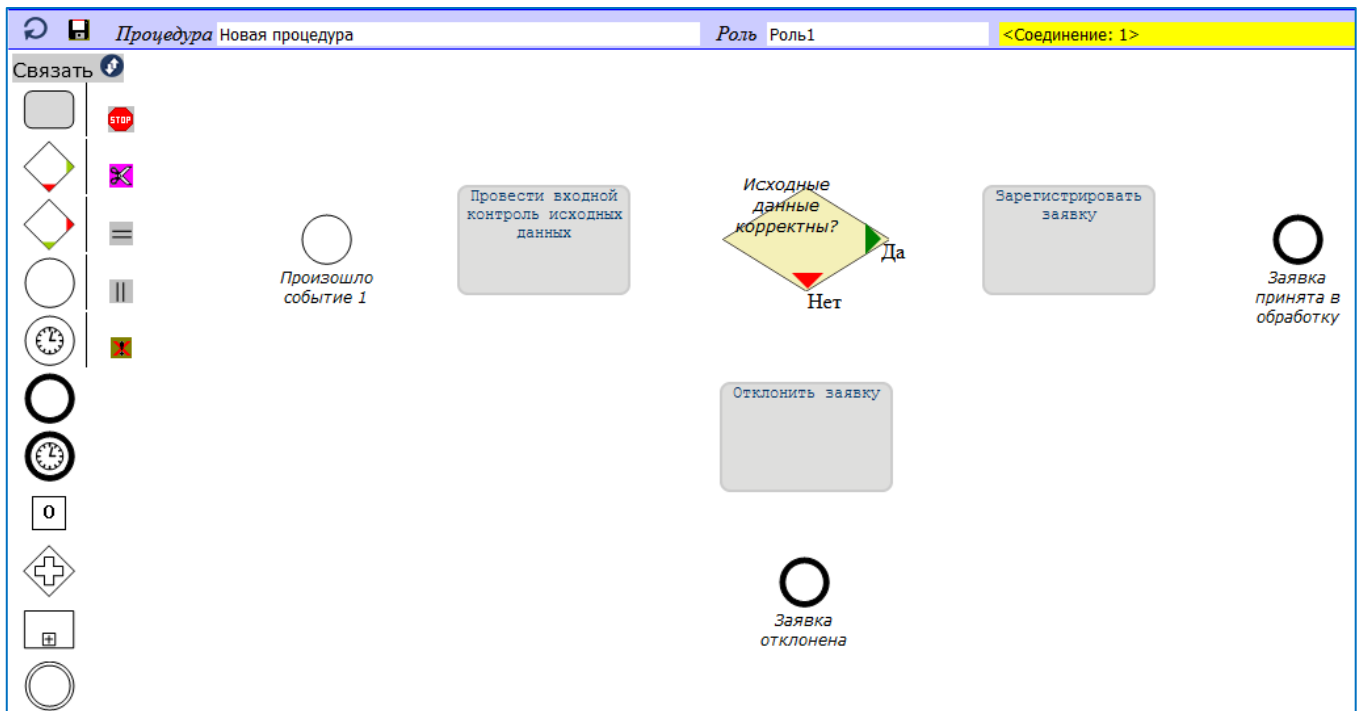 Процедура Новая процедура Роль Роль1 <Соединение: 1>
Связать
STOP
Произошло
событие 1
Провести входной
контроль исходных
данных
Исходные
данные
корректны?
Да
Нет
Зарегистрировать
заявку
Заявка
принята в
обработку
Отклонить заявку
O
Заявка
отклонена